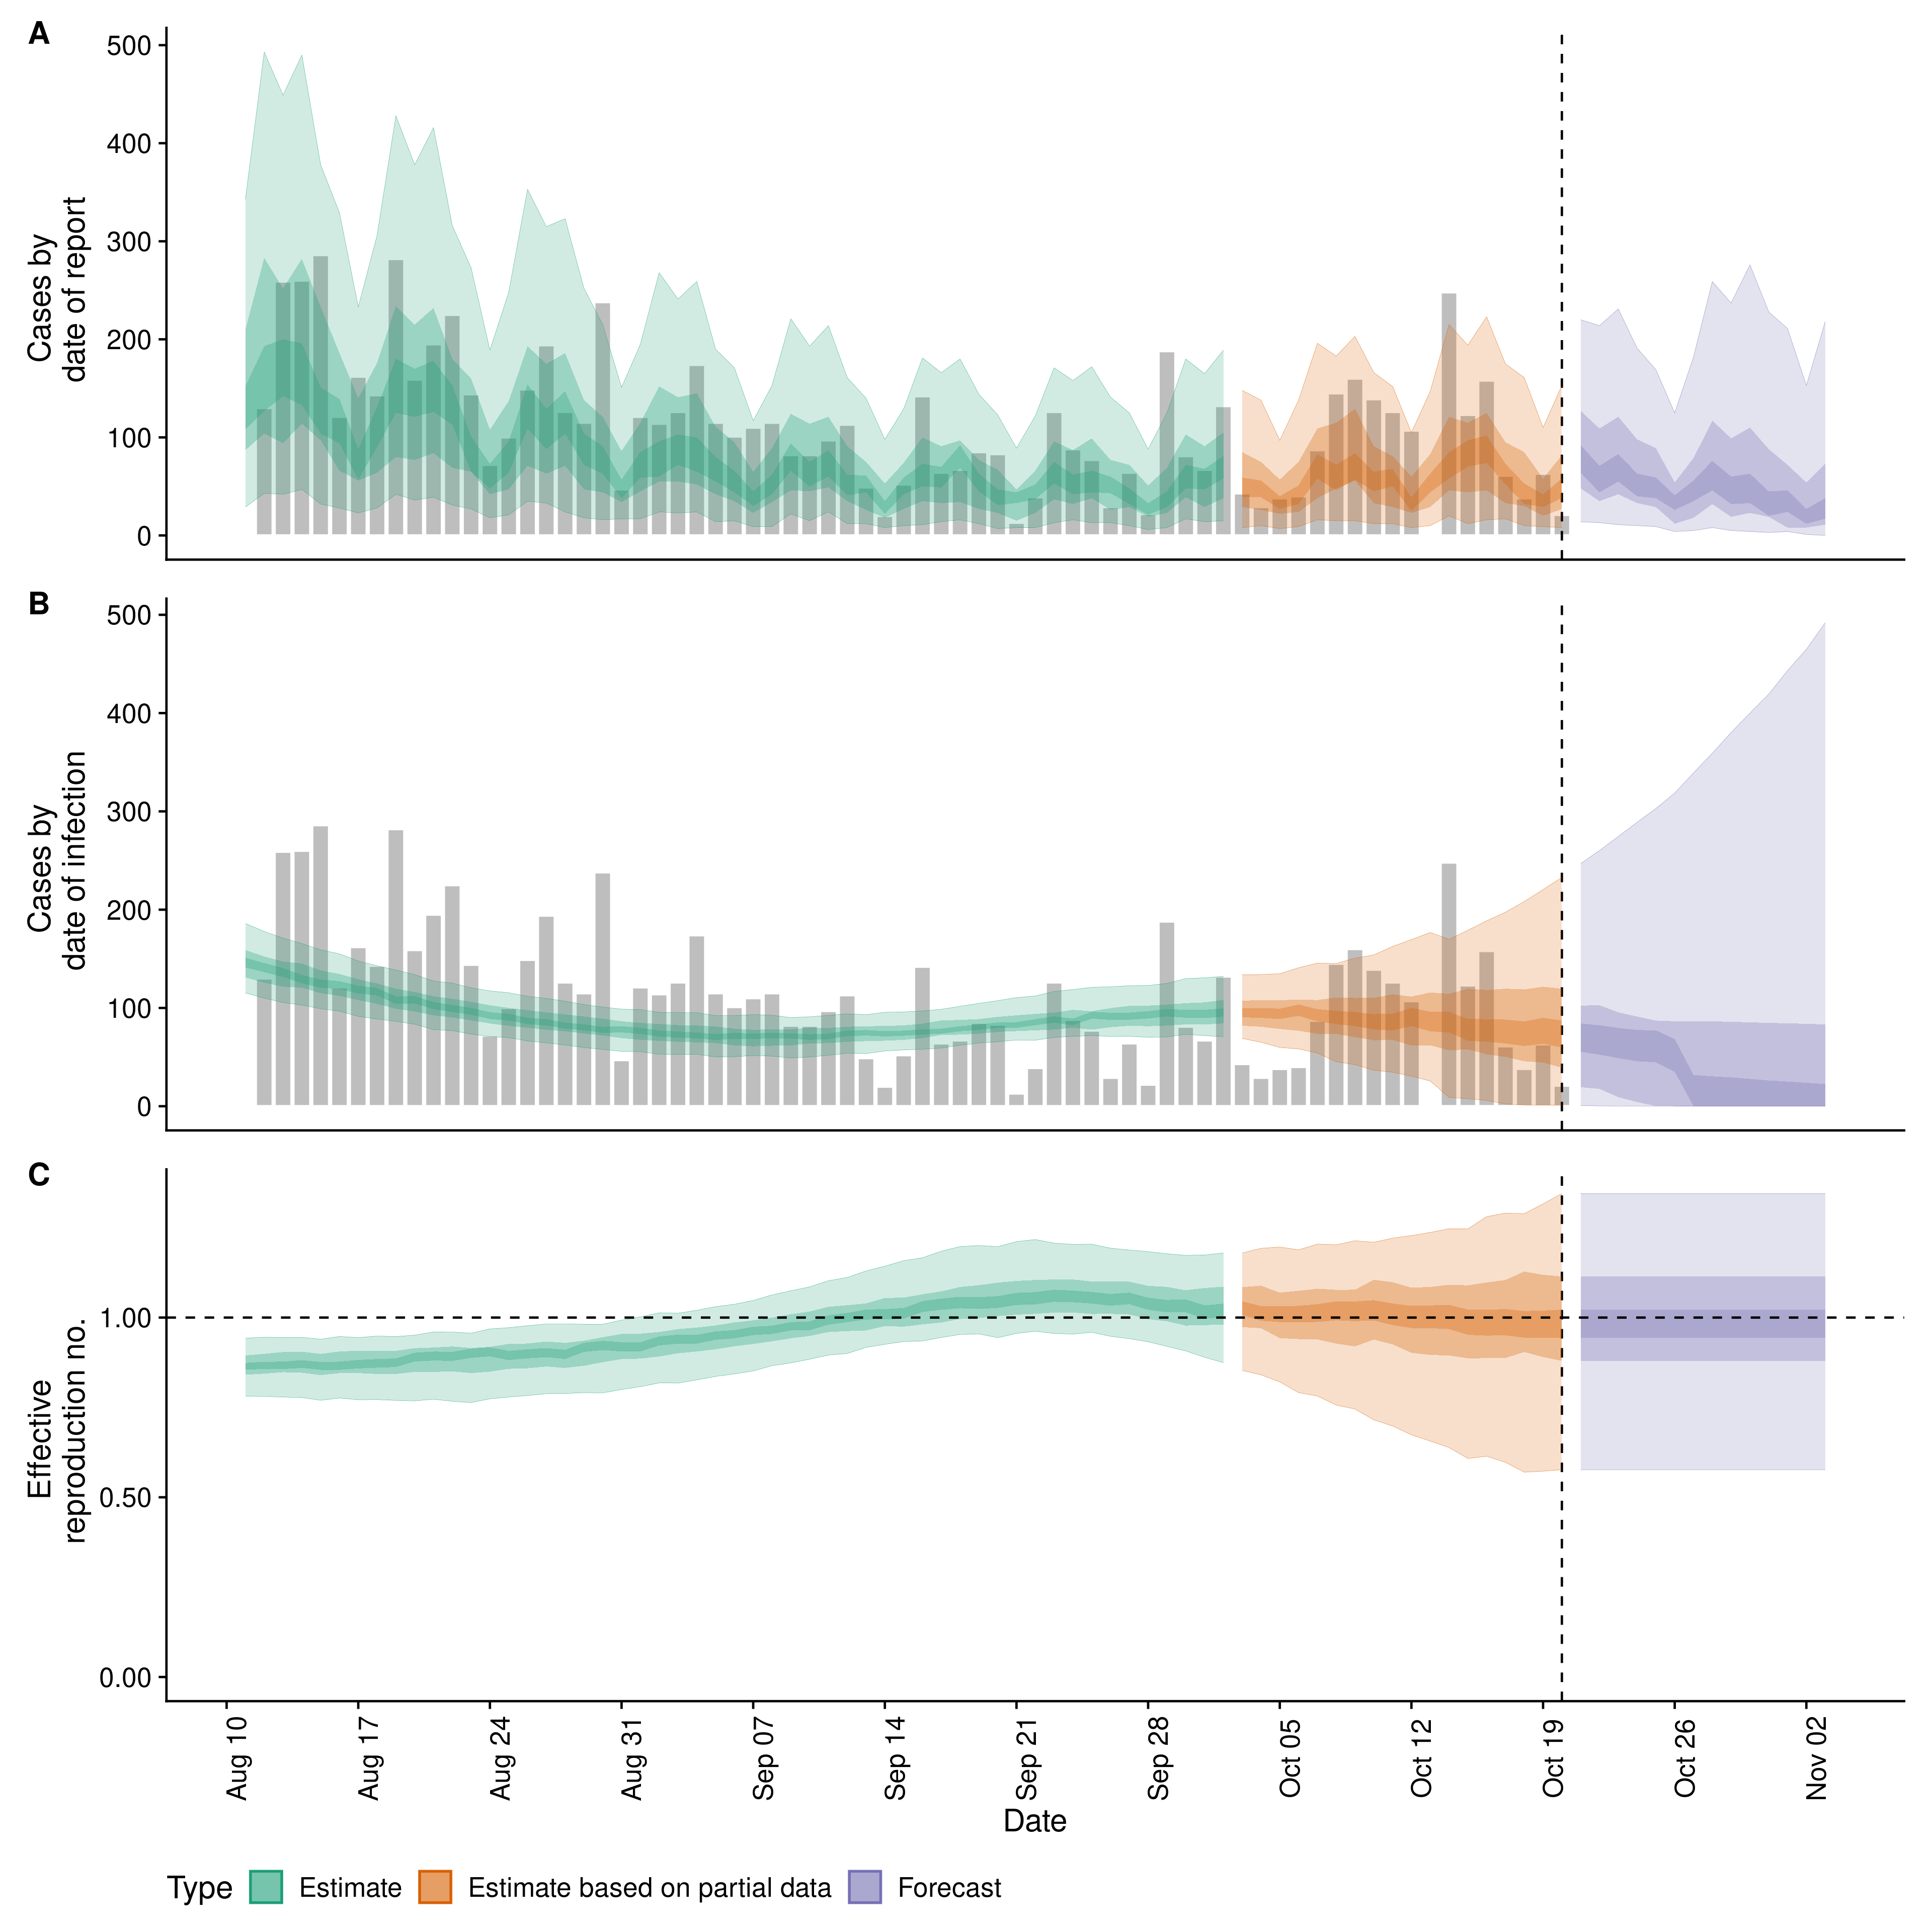 A
500
400
300
200
100
0
Cases by
date of report
B
500
400
300
200
100
0
Cases by
date of infection
C
1.00
0.50
0.00
Effective
reproduction no.
Aug 10
Aug 17
Aug 24
Aug 31
Sep 07
Sep 14
Sep 21
Sep 28
Oct 05
Oct 12
Oct 19
Oct 26
Nov 02
Date
Type Estimate Estimate based on partial data Forecast